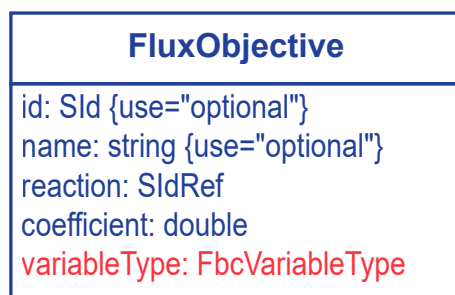 FluxObjective
id: SId {use="optional"}
name: string {use="optional"}
reaction: SIdRef
coefficient: double
variableType: FbcVariableType